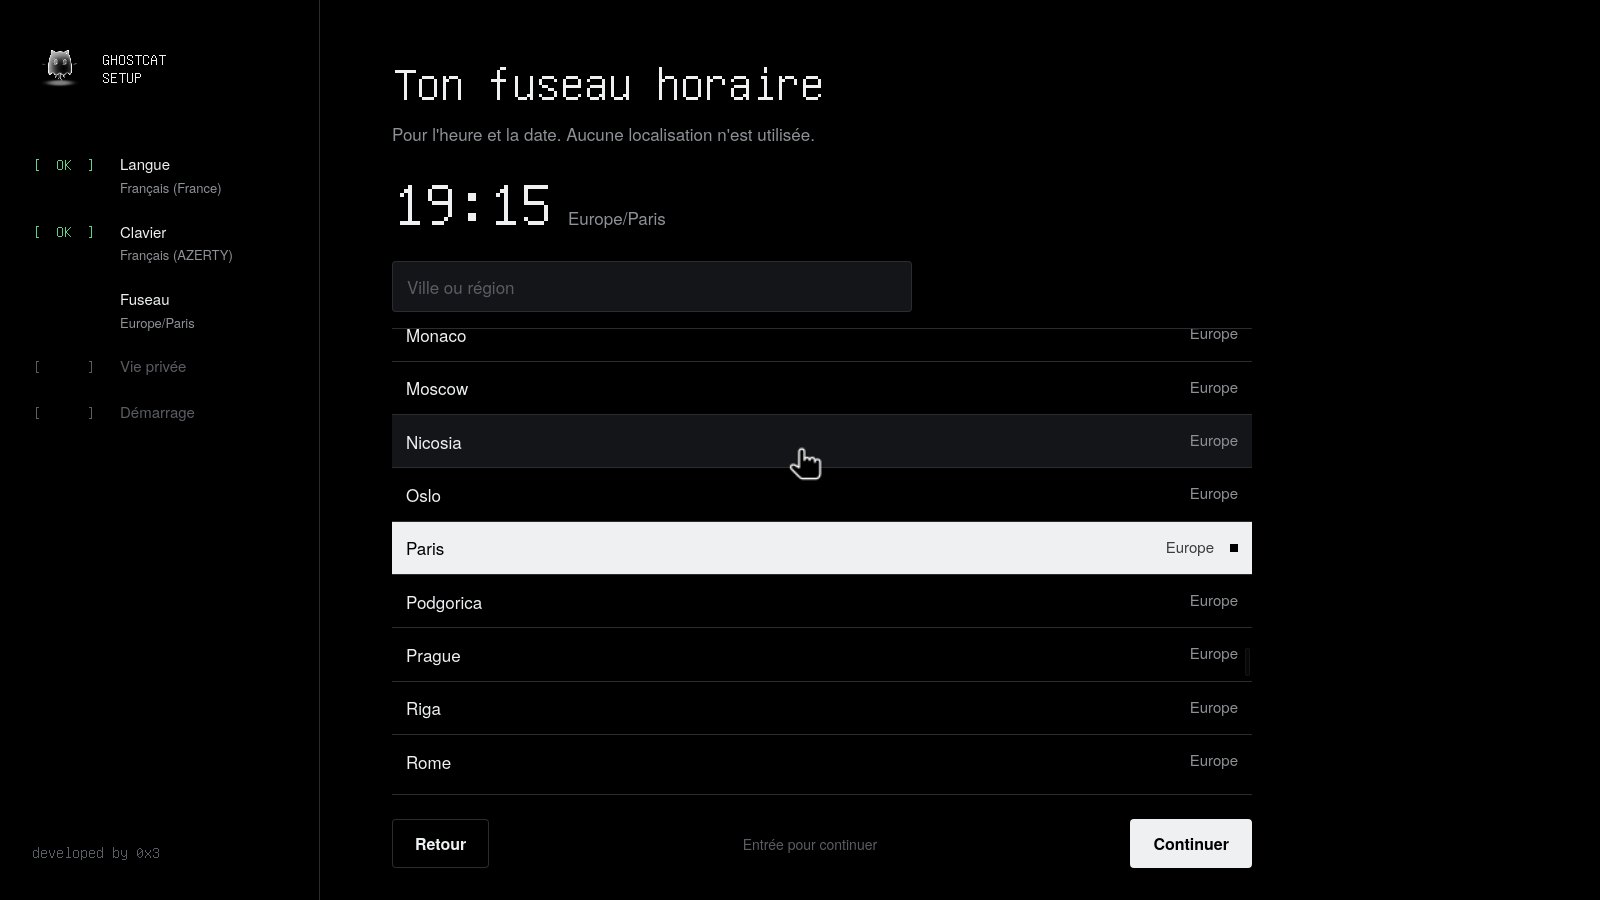 GHOSTCAT
SETUP
[ OK ] Langue
Français (France)
[ OK ] Clavier
Français (AZERTY)
Fuseau
Europe/Paris
[ ] Vie privée
[ ] Démarrage
developed by 0x3
Ton fuseau horaire
Pour l'heure et la date. Aucune localisation n'est utilisée.
19:15 Europe/Paris
Ville ou région
Monaco Europe
Moscow Europe
Nicosia Europe
Oslo Europe
Paris Europe
Podgorica Europe
Prague Europe
Riga Europe
Rome Europe
Retour Entrée pour continuer Continuer